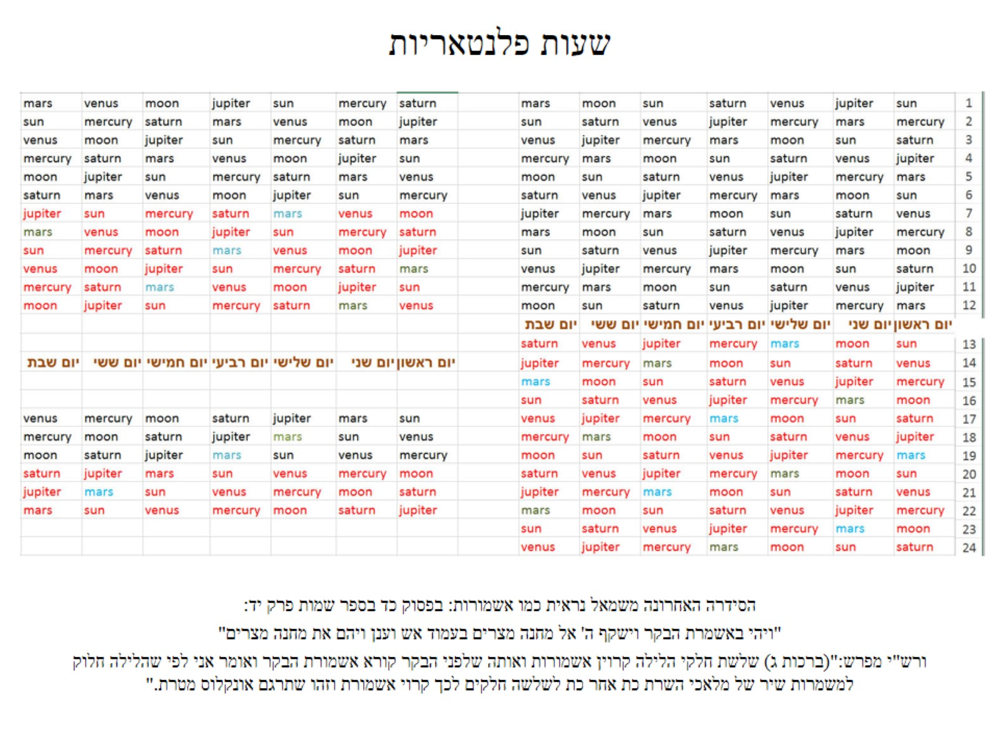 שעות פלנטאריות
mars venus moon jupiter sun mercury saturn mars moon sun saturn venus jupiter sun 1
sun mercury saturn mars venus moon jupiter sun saturn venus jupiter mercury mars mercury 2
venus moon jupiter sun mercury saturn mars venus jupiter mercury mars moon sun saturn 3
mercury saturn mars venus moon jupiter sun mercury mars moon sun saturn venus jupiter 4
moon jupiter sun mercury saturn mars venus moon sun saturn venus jupiter mercury mars 5
saturn mars venus moon jupiter sun mercury saturn venus jupiter mercury mars moon sun 6
jupiter sun mercury saturn mars venus moon jupiter mercury mars moon sun saturn venus 7
mars venus moon jupiter sun mercury saturn mars moon sun saturn venus jupiter mercury 8
sun mercury saturn mars venus moon jupiter sun saturn venus jupiter mercury mars moon 9
venus moon jupiter sun mercury saturn mars venus jupiter mercury mars moon sun saturn 10
mercury saturn mars venus moon jupiter sun mercury mars moon sun saturn venus jupiter 11
moon jupiter sun mercury saturn mars venus moon sun saturn venus jupiter mercury mars 12
יום ראשון יום שני יום שלישי יום רביעי יום חמישי יום ששי יום שבת
saturn venus jupiter mercury mars moon sun 13
יום ראשון יום שני יום שלישי יום רביעי יום חמישי יום ששי יום שבת
jupiter mercury mars moon sun saturn venus 14
mars moon sun saturn venus jupiter mercury 15
sun saturn venus jupiter mercury mars moon 16
venus mercury moon saturn jupiter mars sun venus jupiter mercury mars moon sun saturn 17
mercury moon saturn jupiter mars sun venus mercury mars moon sun saturn venus jupiter 18
moon saturn jupiter mars sun venus mercury moon sun saturn venus jupiter mercury mars 19
saturn jupiter mars sun venus mercury moon saturn venus jupiter mercury mars moon sun 20
jupiter mars sun venus mercury moon saturn jupiter mercury mars moon sun saturn venus 21
mars sun venus mercury moon saturn jupiter mars moon sun saturn venus jupiter mercury 22
sun saturn venus jupiter mercury mars moon 23
venus jupiter mercury mars moon sun saturn 24
הסידרה האחרונה משמאל נראית כמו אשמורות: בפסוק כד בספר שמות פרק יד:
"ויהי באשמרת הבקר וישקף ה' אל מחנה מצרים בעמוד אש וענן ויהם את מחנה מצרים"
ורש"י מפרש:"(ברכות ג) שלשת חלקי הלילה קרוין אשמורות ואותה שלפני הבקר קורא אשמורת הבקר ואומר אני לפי שהלילה חלוק
למשמרות שיר של מלאכי השרת כת אחר כת לשלשה חלקים לכך קרוי אשמורת וזהו שתרגם אונקלוס מטרת."